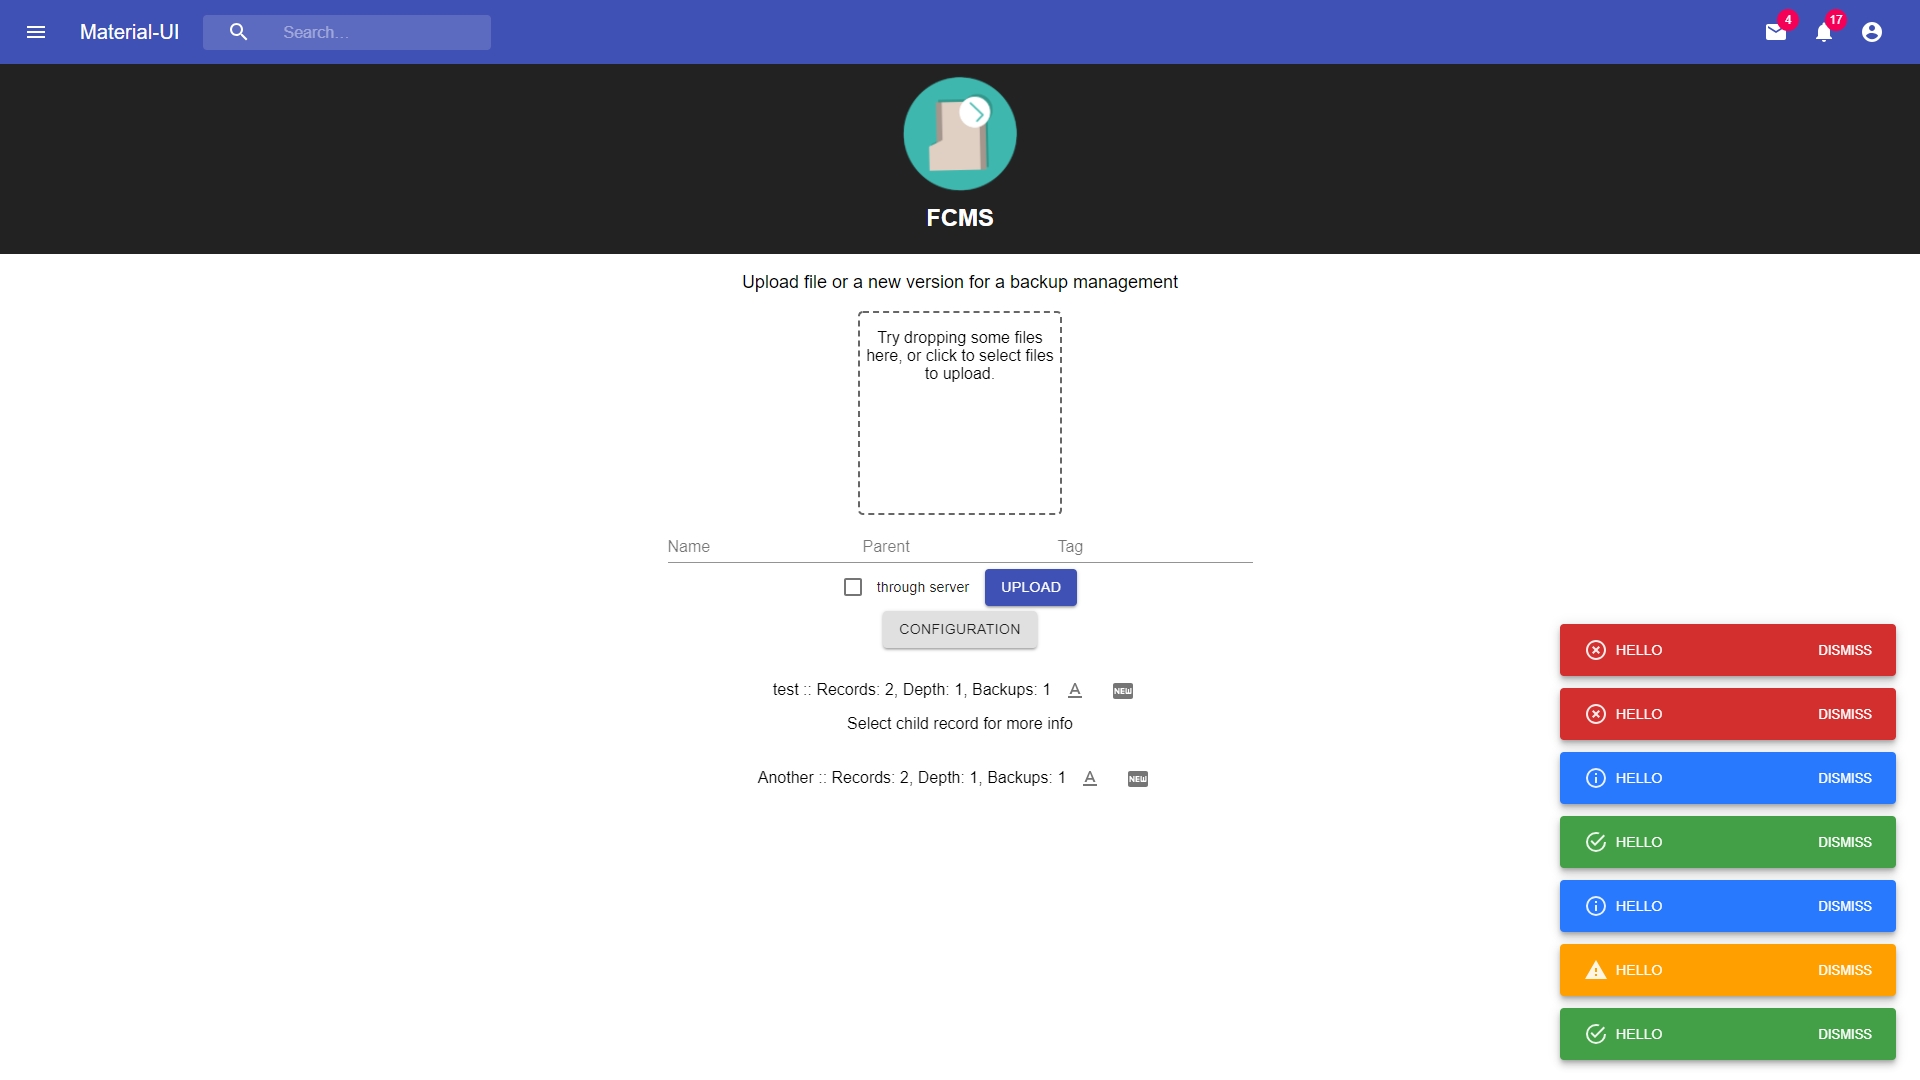 Material-UI
Search…
4
17
FCMS
Upload file or a new version for a backup management
Try dropping some files
here, or click to select files
to upload.
Name Parent Tag
through server UPLOAD
CONFIGURATION
test :: Records: 2, Depth: 1, Backups: 1 A NEW
Select child record for more info
Another :: Records: 2, Depth: 1, Backups: 1 A NEW
HELLO DISMISS
HELLO DISMISS
HELLO DISMISS
HELLO DISMISS
HELLO DISMISS
HELLO DISMISS
HELLO DISMISS